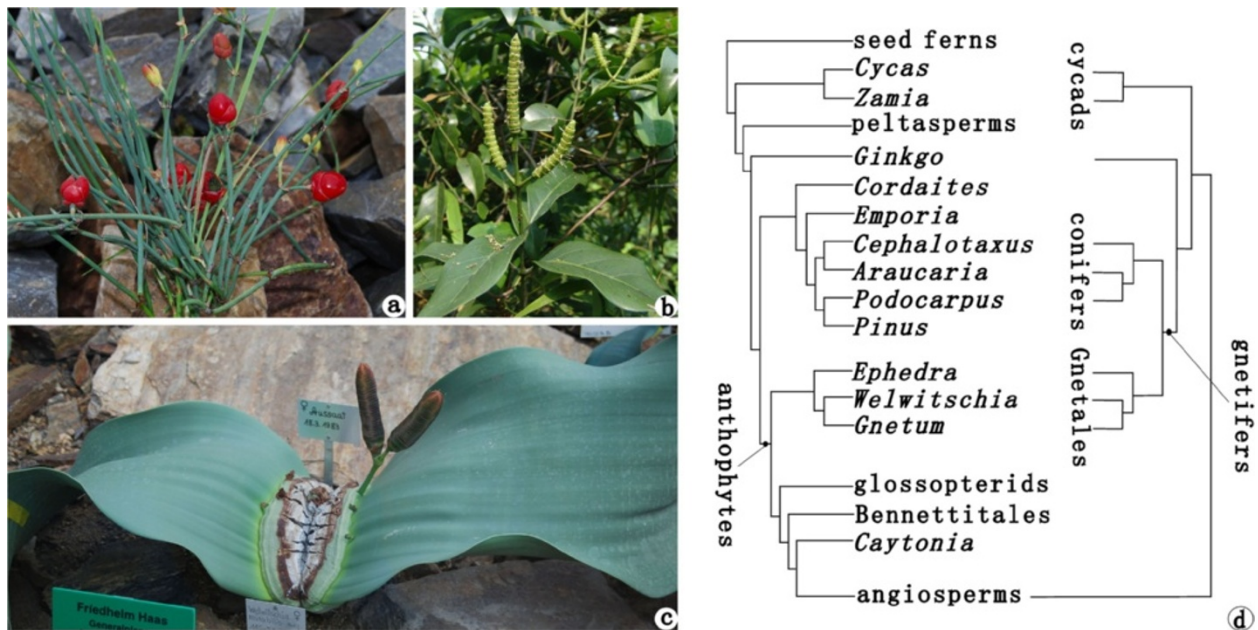 a
b
Aussaat
Friedhelm Haas
c
seed ferns
Cycas
Zamia
peltasperms
Ginkgo
Cordaites
Emporia
Cephalotaxus
Araucaria
Podocarpus
Pinus
Ephedra
Welwitschia
Gnetum
glossopterids
Bennettitales
Caytonia
angiosperms
anthophytes
cycads
conifers
Gnetales
gnetifers
d